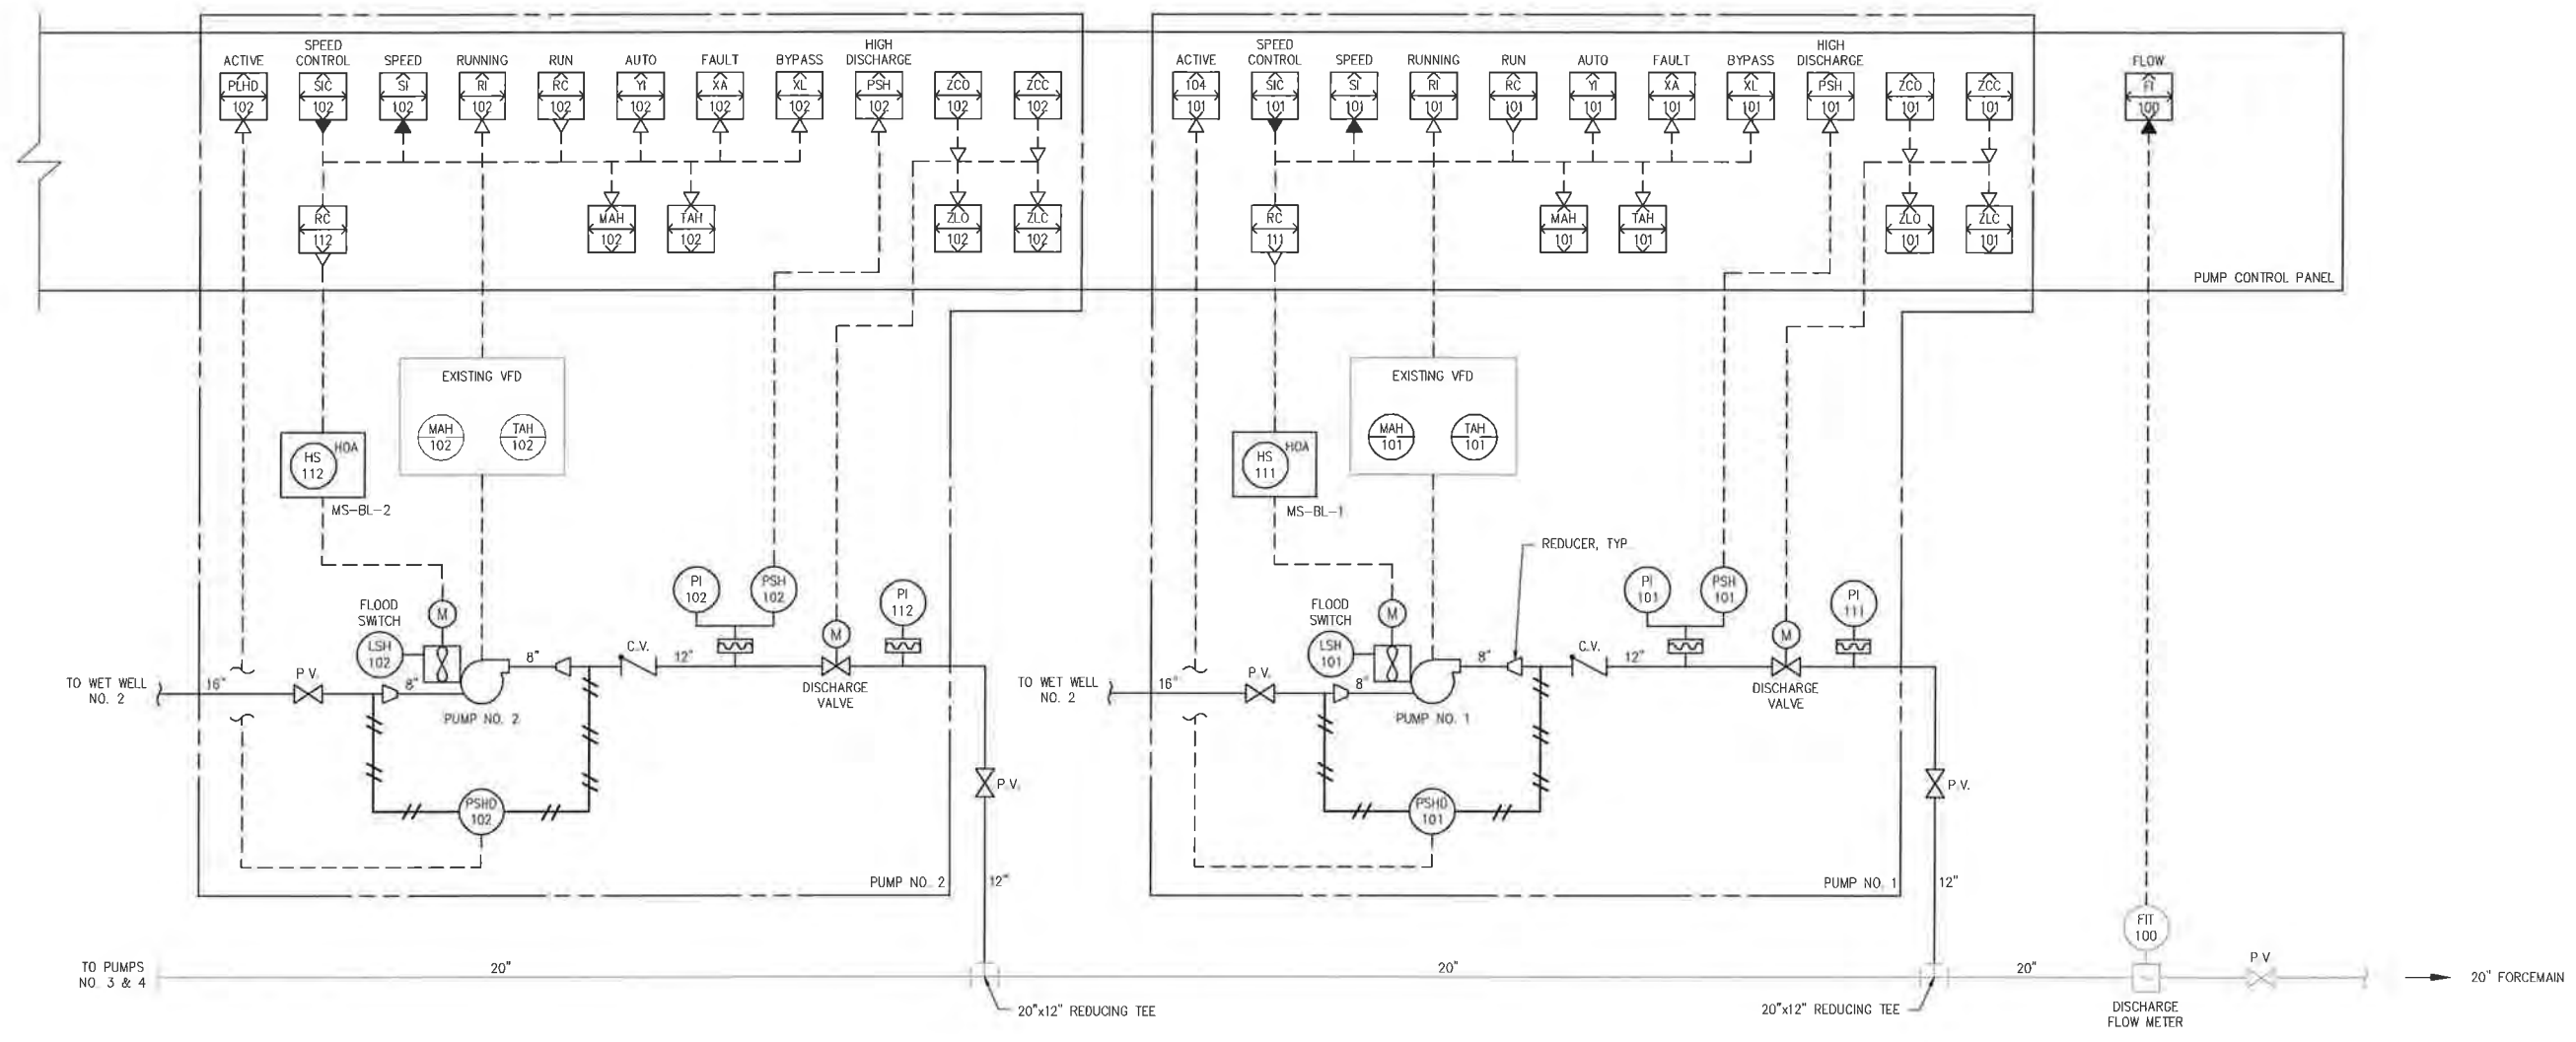 SPEED
CONTROL
HIGH
DISCHARGE
ACTIVE
SPEED
RUNNING
RUN
AUTO
FAULT
BYPASS
PLHD
102
SIC
102
SI
102
RI
102
RC
102
YI
102
XA
102
XL
102
PSH
102
ZCO
102
ZCC
102
RC
112
MAH
102
TAH
102
ZLO
102
ZLC
102
SPEED
CONTROL
HIGH
DISCHARGE
ACTIVE
SPEED
RUNNING
RUN
AUTO
FAULT
BYPASS
104
101
SIC
101
SI
101
RI
101
RC
101
YI
101
XA
101
XL
101
PSH
101
ZCO
101
ZCC
101
RC
111
MAH
101
TAH
101
ZLO
101
ZLC
101
FLOW
FI
100
PUMP CONTROL PANEL
EXISTING VFD
MAH
102
TAH
102
HS
112
HOA
MS-BL-2
FLOOD
SWITCH
LSH
102
M
PI
102
PSH
102
M
PI
112
TO WET WELL
NO. 2
16"
P.V.
8"
8"
C.V.
12"
DISCHARGE
VALVE
PUMP NO. 2
PSHD
102
P.V.
PUMP NO. 2
12"
EXISTING VFD
MAH
101
TAH
101
HS
111
HOA
MS-BL-1
REDUCER, TYP.
FLOOD
SWITCH
LSH
101
M
PI
101
PSH
101
M
PI
111
TO WET WELL
NO. 2
16"
P.V.
8"
8"
C.V.
12"
DISCHARGE
VALVE
PUMP NO. 1
PSHD
101
P.V.
PUMP NO. 1
12"
FIT
100
TO PUMPS
NO. 3 & 4
20"
20"
20"
P.V.
20" FORCEMAIN
20"x12" REDUCING TEE
20"x12" REDUCING TEE
DISCHARGE
FLOW METER